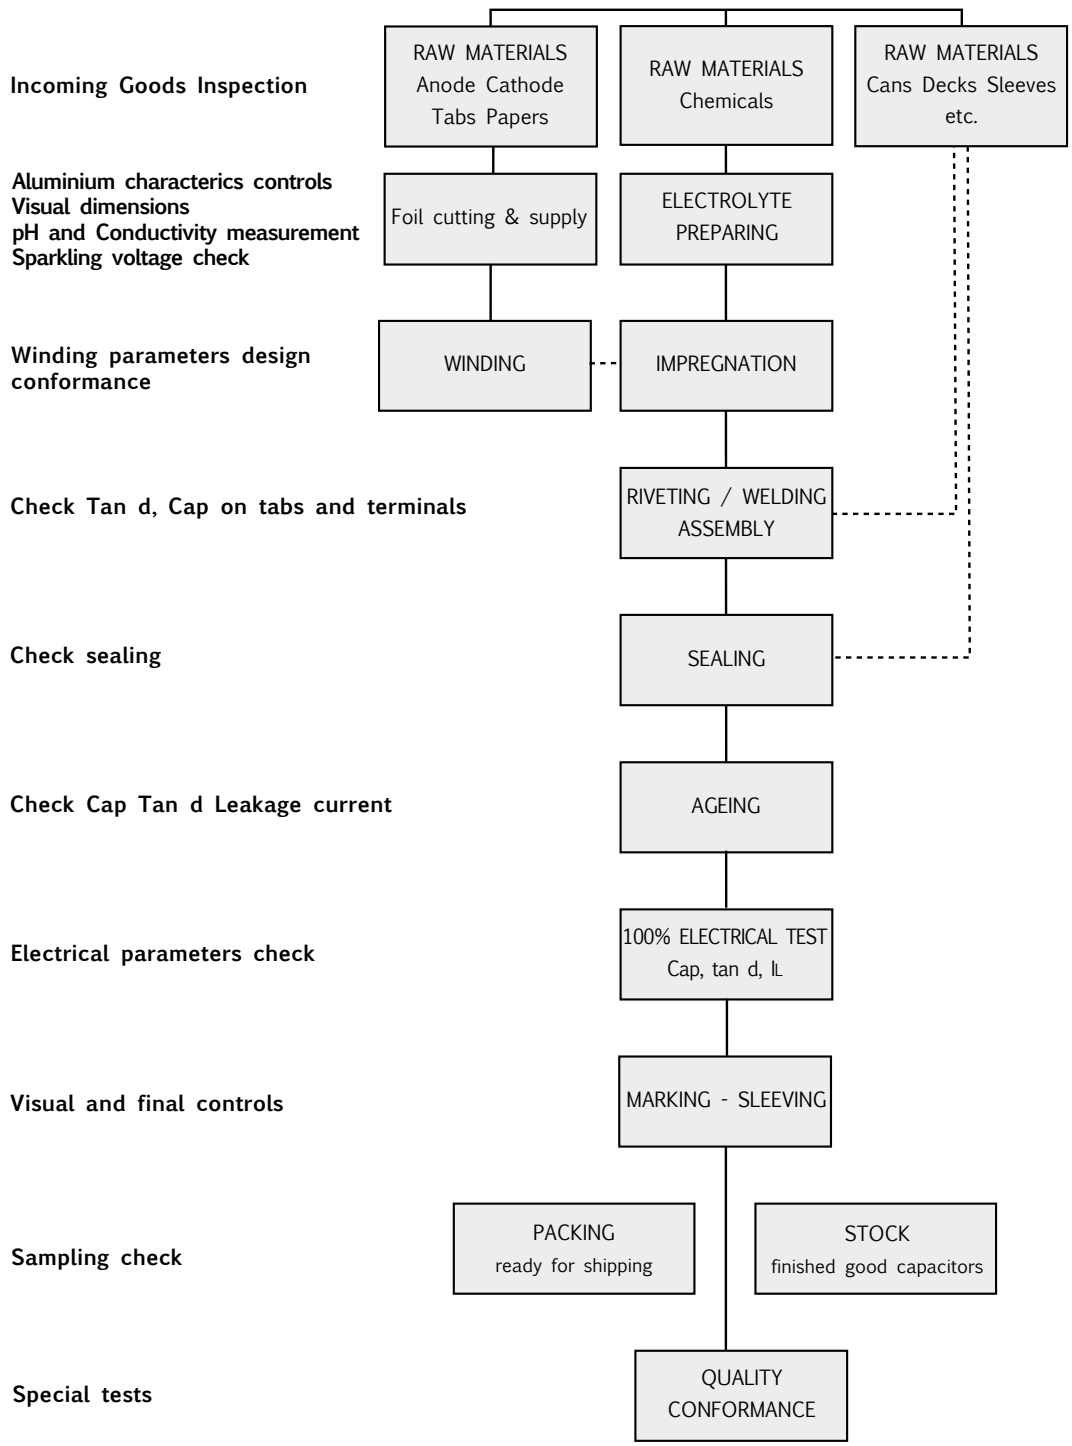 Incoming Goods Inspection
RAW MATERIALS
Anode Cathode
Tabs Papers
RAW MATERIALS
Chemicals
RAW MATERIALS
Cans Decks Sleeves
etc.
Aluminium characterics controls
Visual dimensions
pH and Conductivity measurement
Sparkling voltage check
Foil cutting & supply
ELECTROLYTE
PREPARING
Winding parameters design
conformance
WINDING
IMPREGNATION
Check Tan d, Cap on tabs and terminals
RIVETING / WELDING
ASSEMBLY
Check sealing
SEALING
Check Cap Tan d Leakage current
AGEING
Electrical parameters check
100% ELECTRICAL TEST
Cap, tan d, IL
Visual and final controls
MARKING - SLEEVING
Sampling check
PACKING
ready for shipping
STOCK
finished good capacitors
Special tests
QUALITY
CONFORMANCE